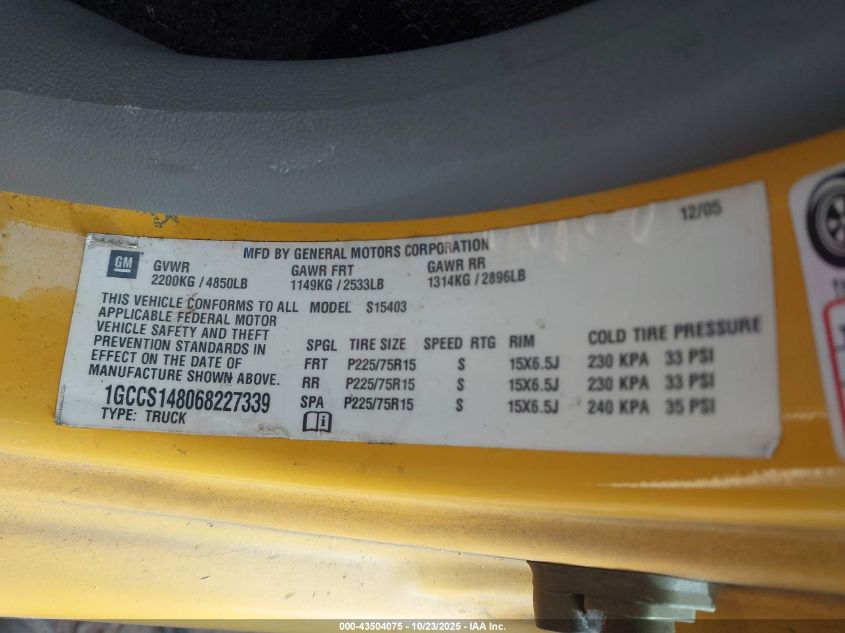 12/05
MFD BY GENERAL MOTORS CORPORATION
GM
GVWR GAWR FRT GAWR RR
2200KG / 4850LB 1149KG / 2533LB 1314KG / 2896LB
THIS VEHICLE CONFORMS TO ALL
APPLICABLE FEDERAL MOTOR
VEHICLE SAFETY AND THEFT
PREVENTION STANDARDS IN
EFFECT ON THE DATE OF
MANUFACTURE SHOWN ABOVE.
1GCCS148068227339
TYPE: TRUCK
MODEL S15403
SPGL TIRE SIZE SPEED RTG RIM COLD TIRE PRESSURE
FRT P225/75R15 S 15X6.5J 230 KPA 33 PSI
RR P225/75R15 S 15X6.5J 230 KPA 33 PSI
SPA P225/75R15 S 15X6.5J 240 KPA 35 PSI
000-43504075 - 10/23/2025 - IAA Inc.